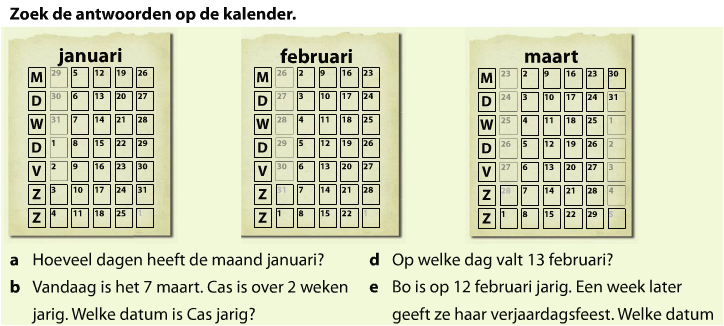 Zoek de antwoorden op de kalender.
januari
M 29 5 12 19 26
D 30 6 13 20 27
W 31 7 14 21 28
D 1 8 15 22 29
V 2 9 16 23 30
Z 3 10 17 24 31
Z 4 11 18 25 1
februari
M 26 2 9 16 23
D 27 3 10 17 24
W 28 4 11 18 25
D 29 5 12 19 26
V 30 6 13 20 27
Z 31 7 14 21 28
Z 1 8 15 22 1
maart
M 23 2 9 16 23 30
D 24 3 10 17 24 31
W 25 4 11 18 25 1
D 26 5 12 19 26 2
V 27 6 13 20 27 3
Z 28 7 14 21 28 4
Z 1 8 15 22 29 5
a Hoeveel dagen heeft de maand januari?
b Vandaag is het 7 maart. Cas is over 2 weken
jarig. Welke datum is Cas jarig?
d Op welke dag valt 13 februari?
e Bo is op 12 februari jarig. Een week later
geeft ze haar verjaardagsfeest. Welke datum